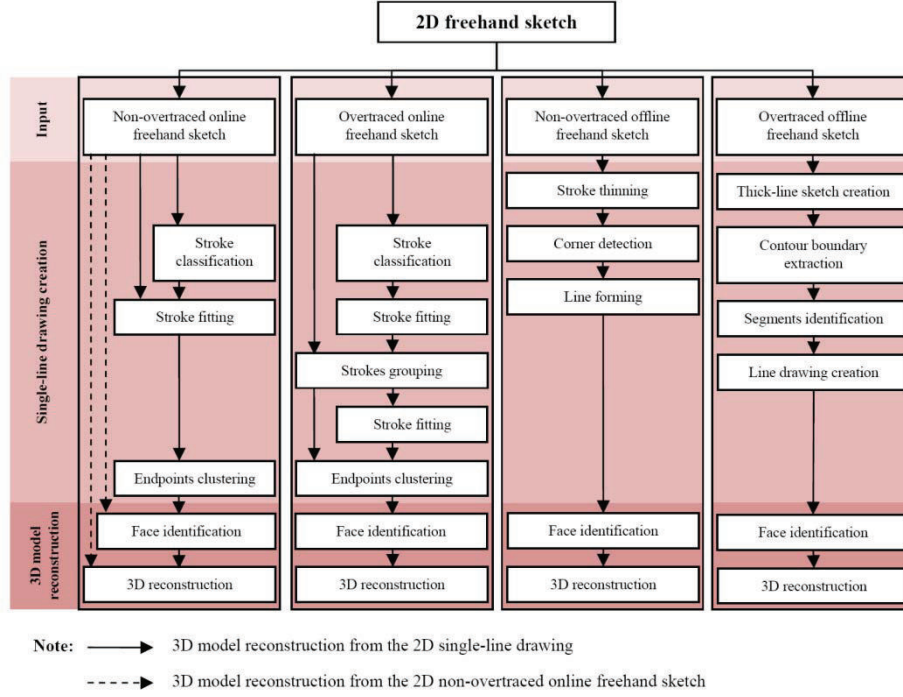 2D freehand sketch
Input
Non-overtraced online
freehand sketch
Overtraced online
freehand sketch
Non-overtraced offline
freehand sketch
Overtraced offline
freehand sketch
Single-line drawing creation
Stroke
classification
Stroke fitting
Endpoints clustering
Stroke
classification
Stroke fitting
Strokes grouping
Stroke fitting
Endpoints clustering
Stroke thinning
Corner detection
Line forming
Thick-line sketch creation
Contour boundary
extraction
Segments identification
Line drawing creation
3D model
reconstruction
Face identification
3D reconstruction
Face identification
3D reconstruction
Face identification
3D reconstruction
Face identification
3D reconstruction
Note: 3D model reconstruction from the 2D single-line drawing
3D model reconstruction from the 2D non-overtraced online freehand sketch